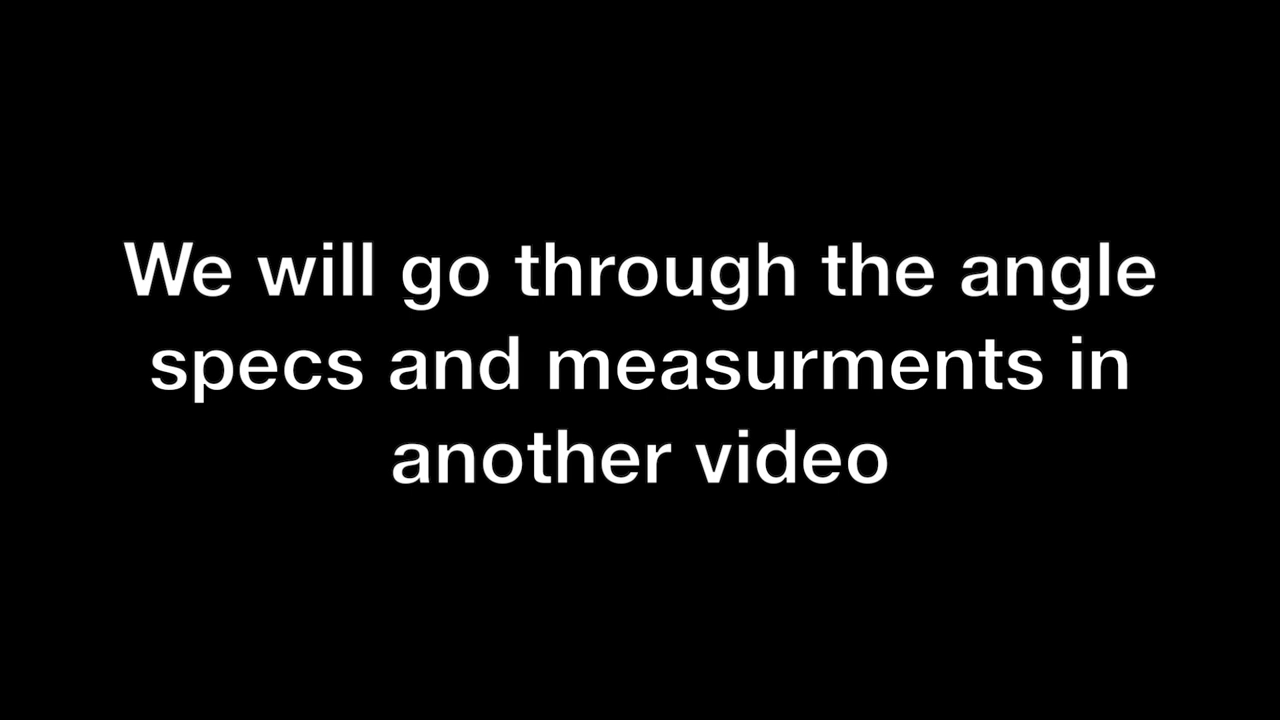 We will go through the angle
specs and measurments in
another video